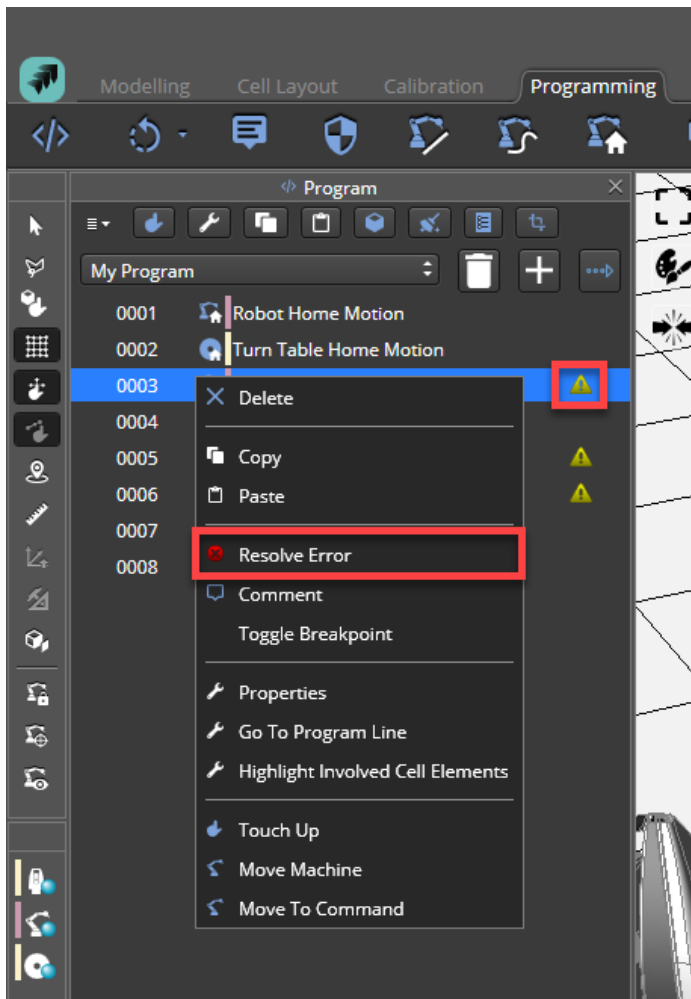 Modelling Cell Layout Calibration Programming
</> Program
My Program
0001 Robot Home Motion
0002 Turn Table Home Motion
0003
Delete
0004
0005 Copy
0006 Paste
0007
Resolve Error
0008
Comment
Toggle Breakpoint
Properties
Go To Program Line
Highlight Involved Cell Elements
Touch Up
Move Machine
Move To Command